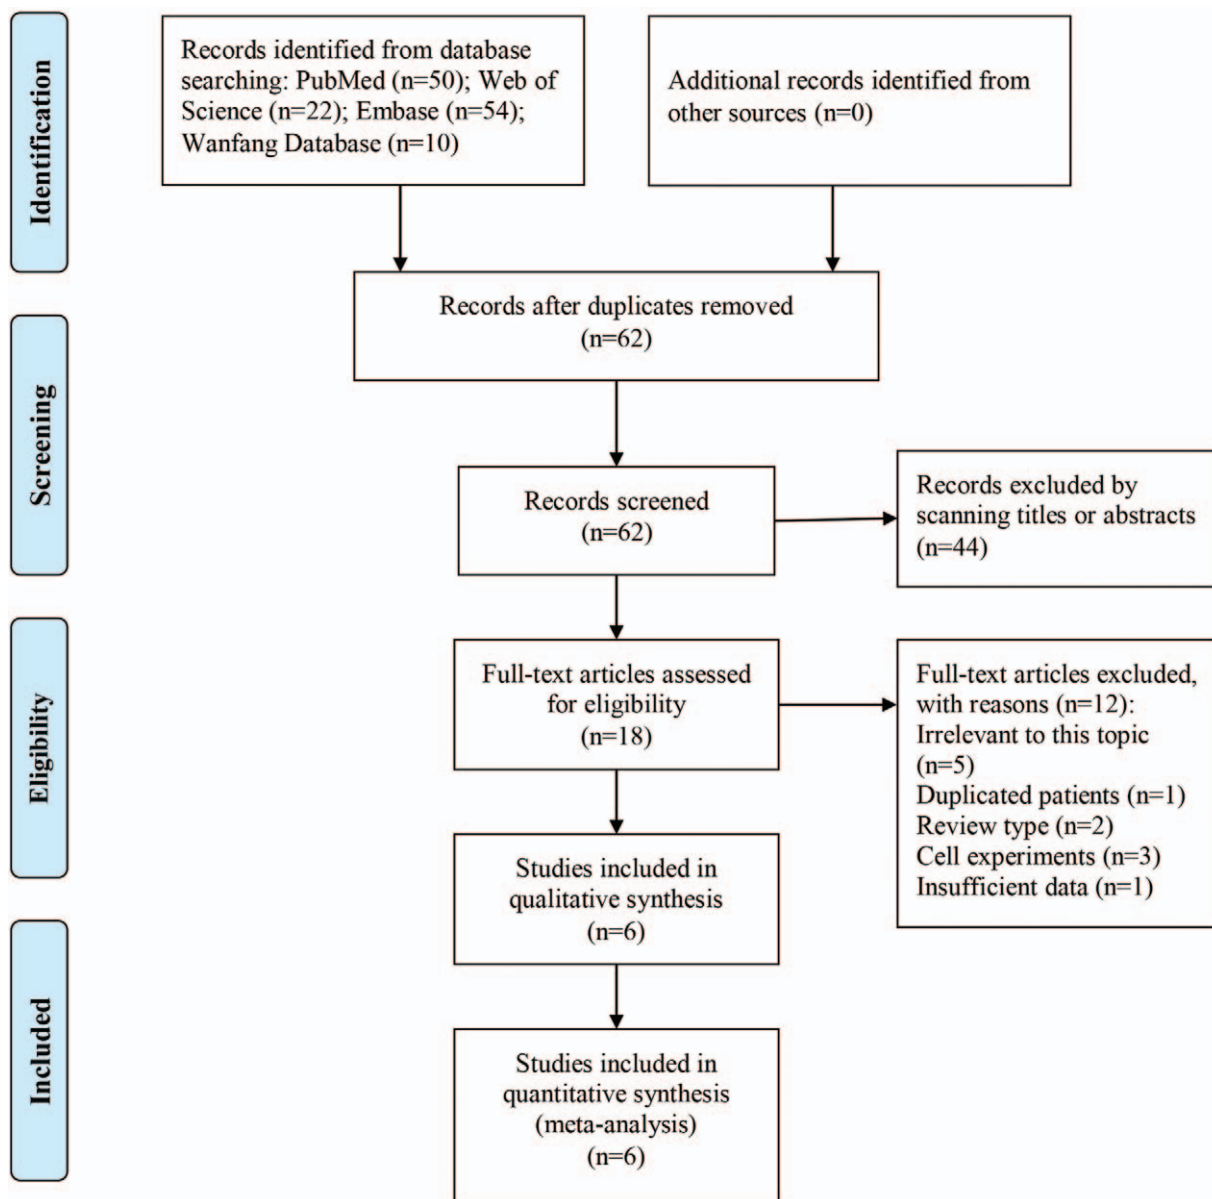 Identification
Records identified from database
searching: PubMed (n=50); Web of
Science (n=22); Embase (n=54);
Wanfang Database (n=10)
Additional records identified from
other sources (n=0)
Records after duplicates removed
(n=62)
Screening
Records screened
(n=62)
Records excluded by
scanning titles or abstracts
(n=44)
Eligibility
Full-text articles assessed
for eligibility
(n=18)
Full-text articles excluded,
with reasons (n=12):
Irrelevant to this topic
(n=5)
Duplicated patients (n=1)
Review type (n=2)
Cell experiments (n=3)
Insufficient data (n=1)
Studies included in
qualitative synthesis
(n=6)
Included
Studies included in
quantitative synthesis
(meta-analysis)
(n=6)